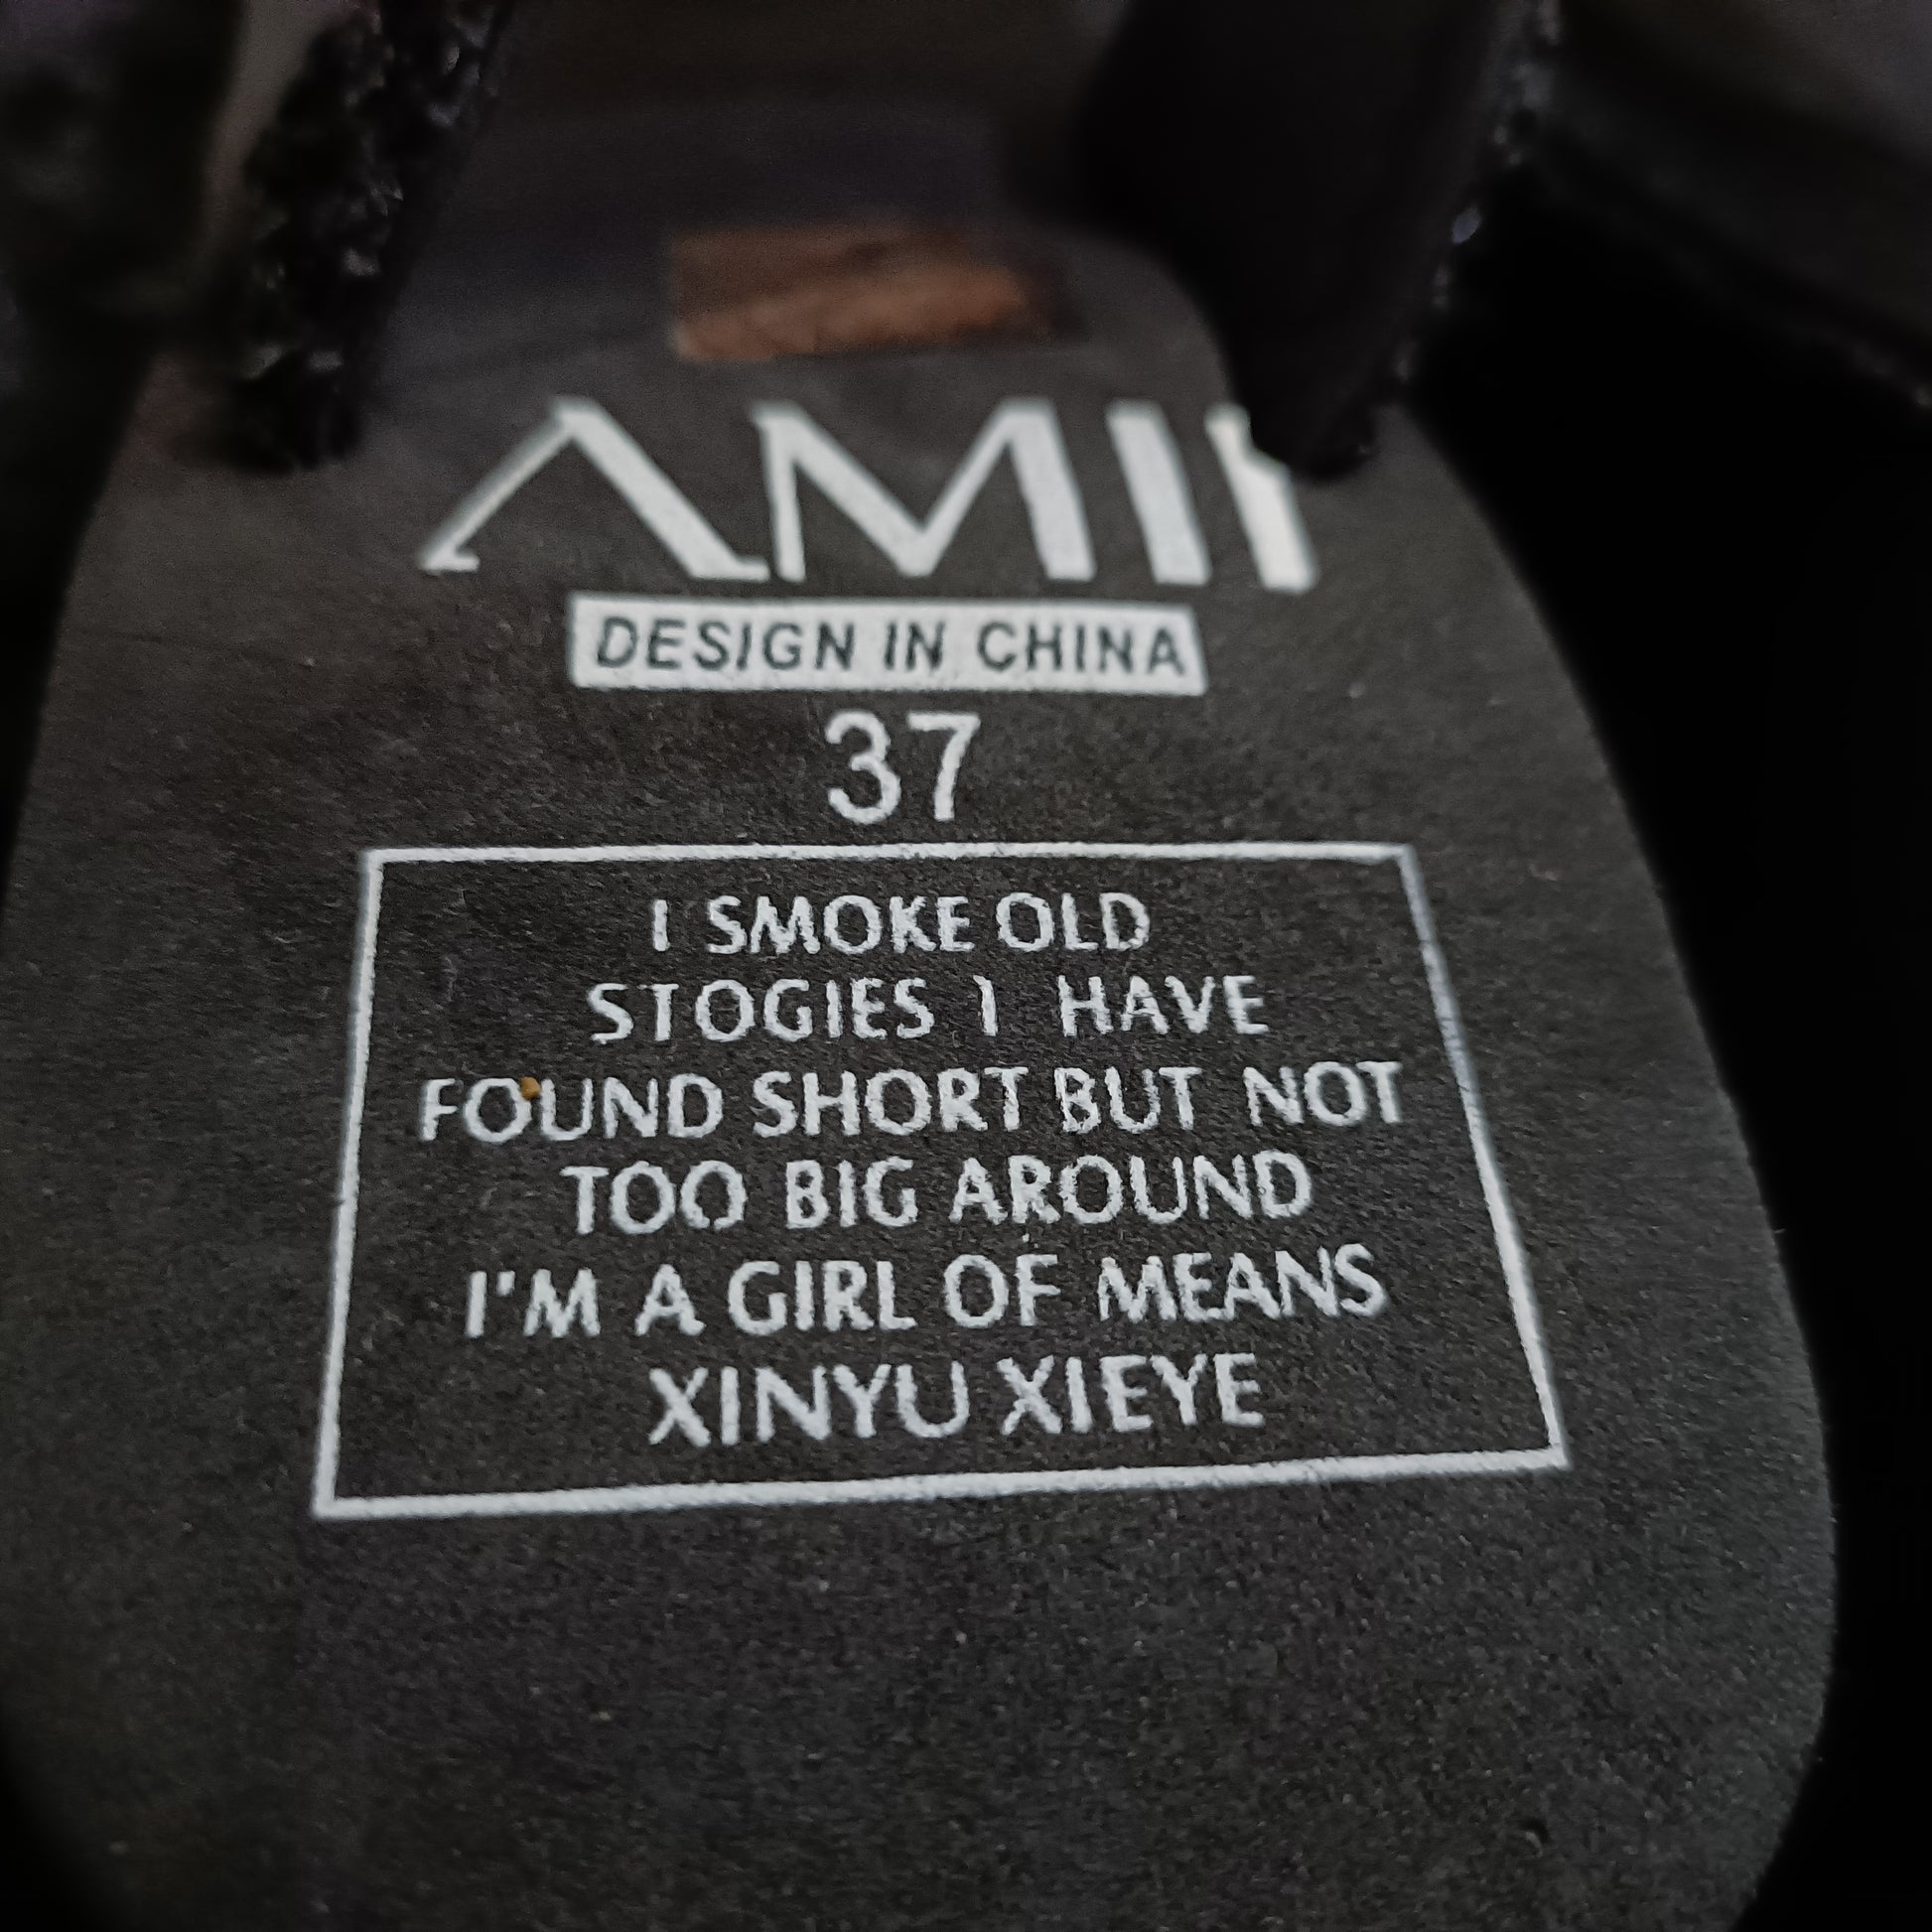 AMII
DESIGN IN CHINA
37
I SMOKE OLD
STOGIES I HAVE
FOUND SHORT BUT NOT
TOO BIG AROUND
I'M A GIRL OF MEANS
XINYU XIEYE